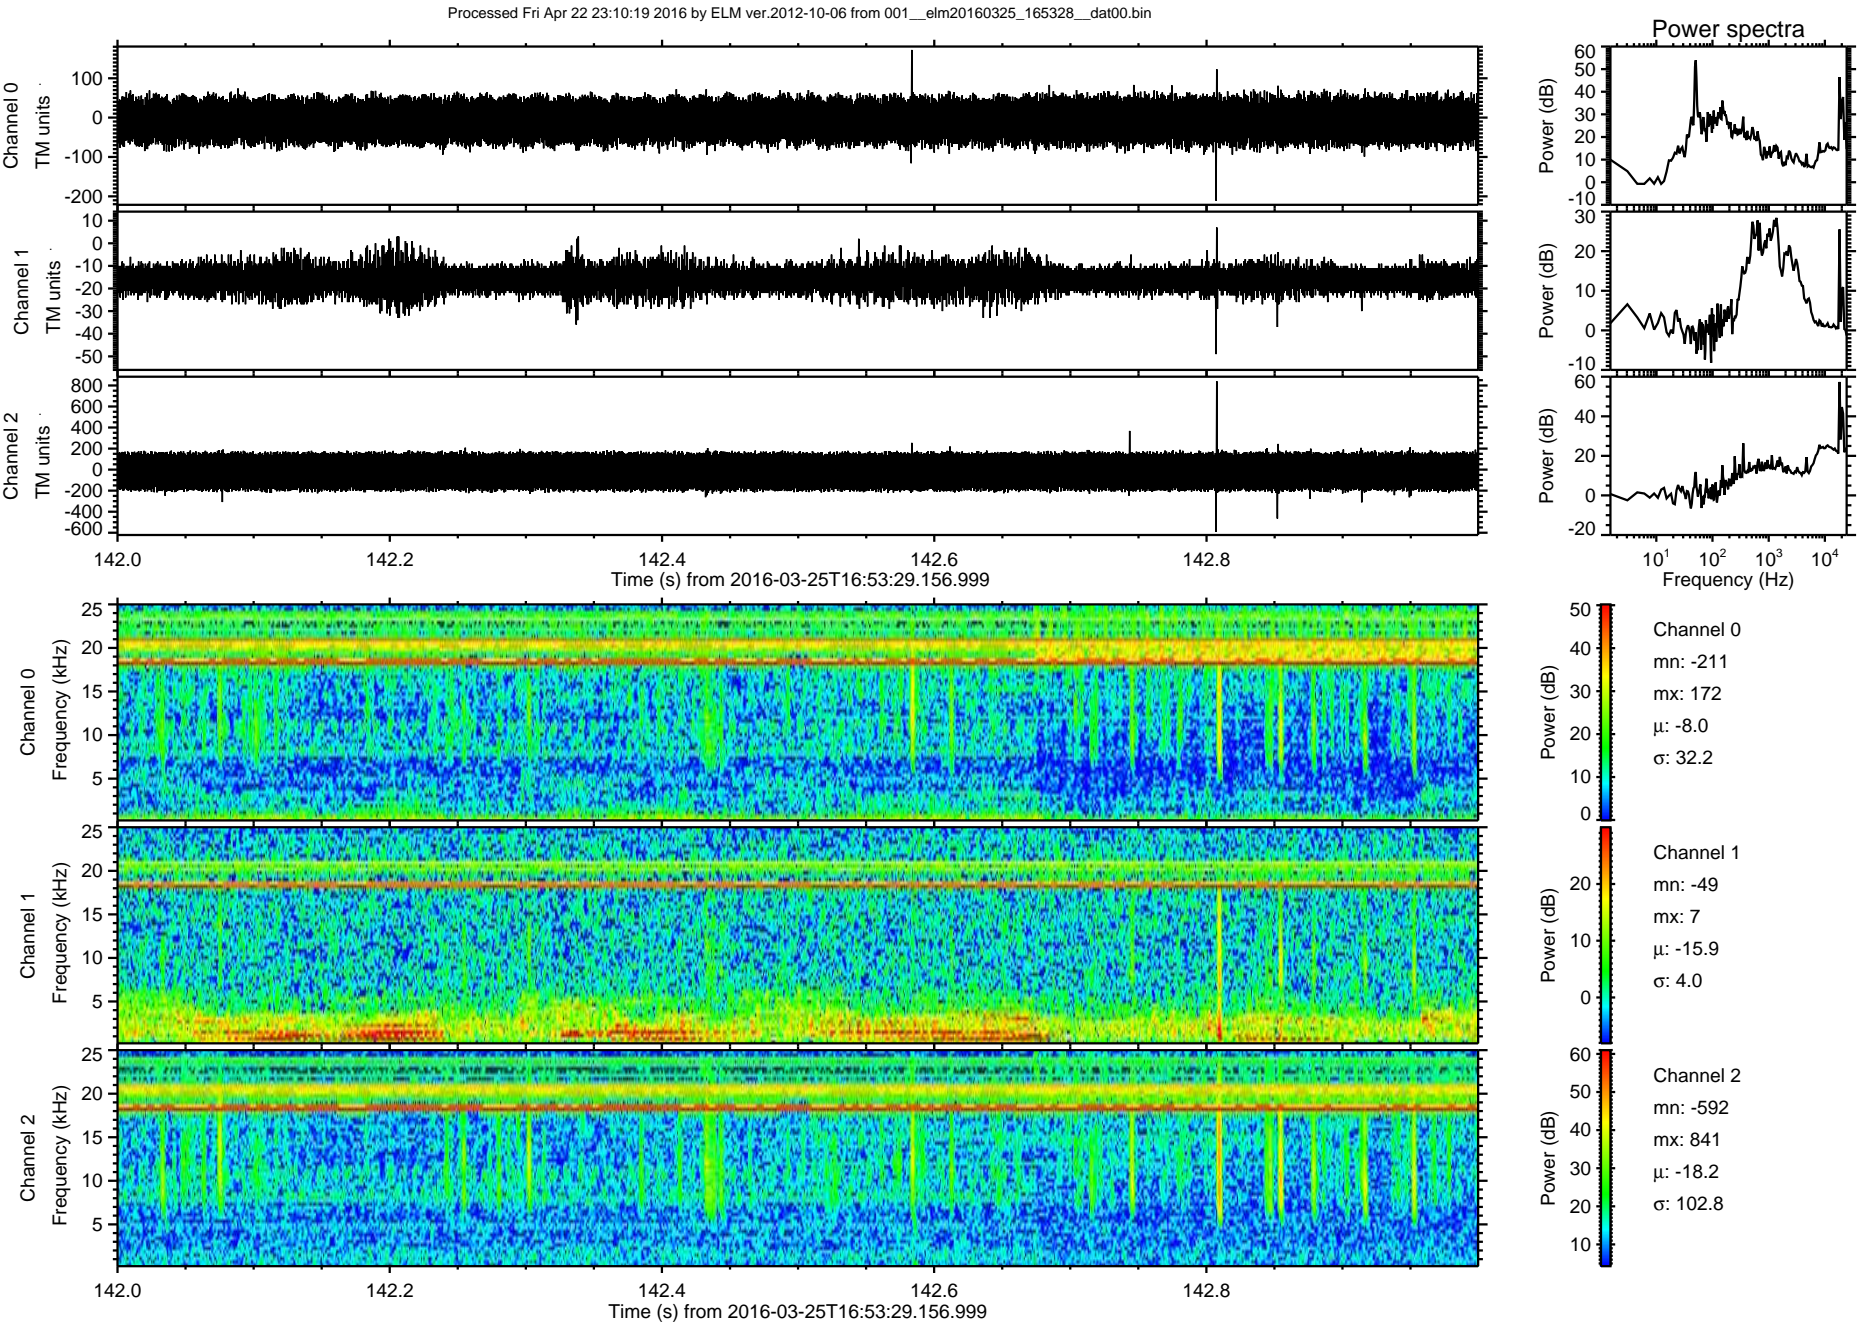 Processed Fri Apr 22 23:10:19 2016 by ELM ver.2012-10-06 from 001__elm20160325_165328__dat00.bin
Power spectra
Channel 0
TM units
100
0
-100
-200
Power (dB)
60
50
40
30
20
10
0
-10
Channel 1
TM units
10
0
-10
-20
-30
-40
-50
Power (dB)
30
20
10
0
-10
Channel 2
TM units
800
600
400
200
0
-200
-400
-600
Power (dB)
60
40
20
0
-20
142.0 142.2 142.4 142.6 142.8
Time (s) from 2016-03-25T16:53:29.156.999
10^1 10^2 10^3 10^4
Frequency (Hz)
Channel 0
Frequency (kHz)
25
20
15
10
5
Power (dB)
50
40
30
20
10
0
Channel 0
mn: -211
mx: 172
μ: -8.0
σ: 32.2
Channel 1
Frequency (kHz)
25
20
15
10
5
Power (dB)
20
10
0
Channel 1
mn: -49
mx: 7
μ: -15.9
σ: 4.0
Channel 2
Frequency (kHz)
25
20
15
10
5
Power (dB)
60
50
40
30
20
10
Channel 2
mn: -592
mx: 841
μ: -18.2
σ: 102.8
142.0 142.2 142.4 142.6 142.8
Time (s) from 2016-03-25T16:53:29.156.999